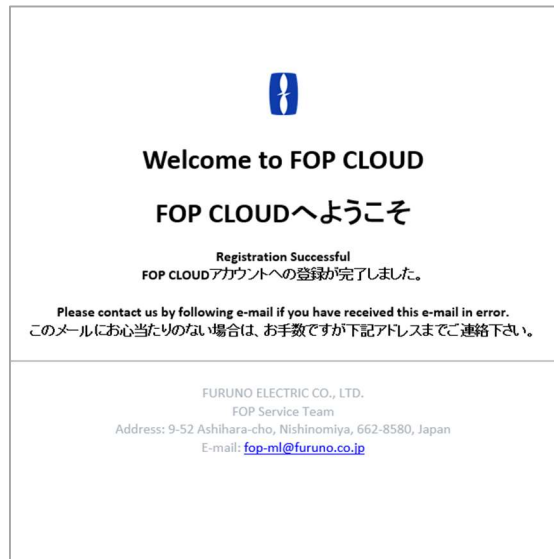 Welcome to FOP CLOUD
FOP CLOUDへようこそ
Registration Successful
FOP CLOUDアカウントへの登録が完了しました。
Please contact us by following e-mail if you have received this e-mail in error.
このメールにお心当たりのない場合は、お手数ですが下記アドレスまでご連絡下さい。
FURUNO ELECTRIC CO., LTD.
FOP Service Team
Address: 9-52 Ashihara-cho, Nishinomiya, 662-8580, Japan
E-mail: fop-ml@furuno.co.jp